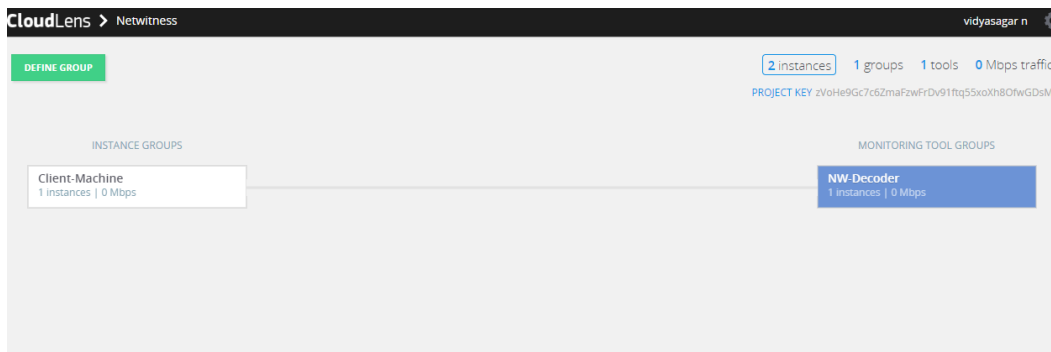 CloudLens > Netwitness vidyasagar n
DEFINE GROUP 2 instances 1 groups 1 tools 0 Mbps traffic
PROJECT KEY zVoHe9Gc7c6ZmaFzwFrDv91ftq55xoXh8OfwGDsM
INSTANCE GROUPS MONITORING TOOL GROUPS
Client-Machine NW-Decoder
1 instances | 0 Mbps 1 instances | 0 Mbps